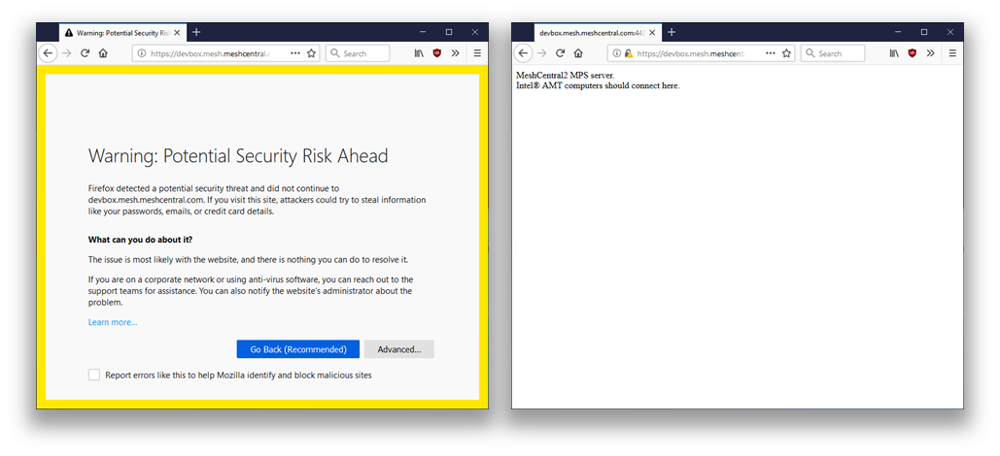 Warning: Potential Security Risk
https://devbox.mesh.meshcentral.
Search
Warning: Potential Security Risk Ahead
Firefox detected a potential security threat and did not continue to
devbox.mesh.meshcentral.com. If you visit this site, attackers could try to steal information
like your passwords, emails, or credit card details.
What can you do about it?
The issue is most likely with the website, and there is nothing you can do to resolve it.
If you are on a corporate network or using anti-virus software, you can reach out to the
support teams for assistance. You can also notify the website's administrator about the
problem.
Learn more...
Go Back (Recommended)
Advanced...
Report errors like this to help Mozilla identify and block malicious sites
devbox.mesh.meshcentral.com:443
https://devbox.mesh.meshcent
Search
MeshCentral2 MPS server.
Intel® AMT computers should connect here.